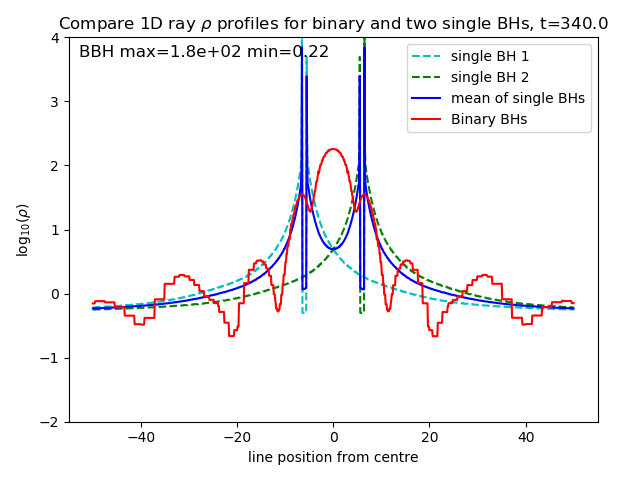 Compare 1D ray ρ profiles for binary and two single BHs, t=340.0
BBH max=1.8e+02 min=0.22
single BH 1
single BH 2
mean of single BHs
Binary BHs
4
3
2
1
0
−1
−2
log₁₀(ρ)
−40 −20 0 20 40
line position from centre